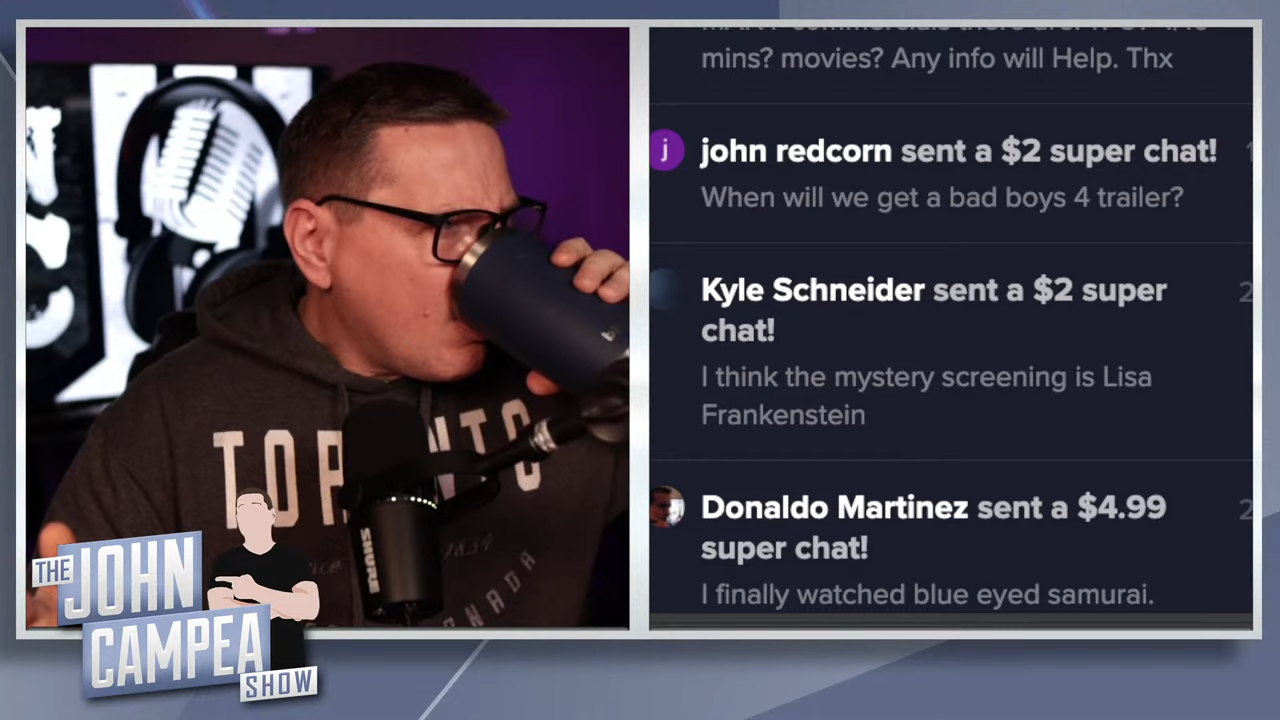 mins? movies? Any info will Help. Thx
j
john redcorn sent a $2 super chat!
When will we get a bad boys 4 trailer?
Kyle Schneider sent a $2 super
chat!
I think the mystery screening is Lisa
Frankenstein
Donaldo Martinez sent a $4.99
super chat!
I finally watched blue eyed samurai.
SHURE
1834
THE
JOHN
CAMPEA
SHOW